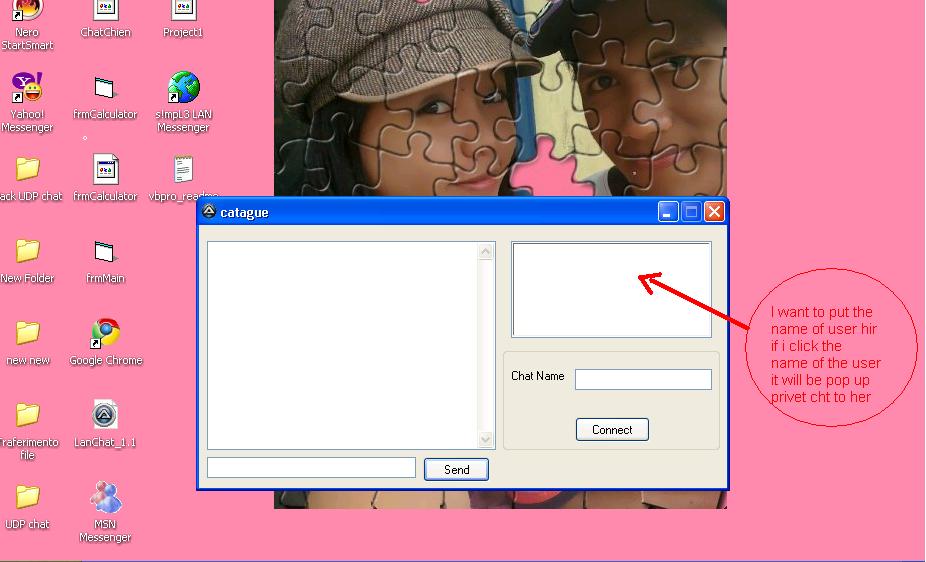 Nero
StartSmart
ChatChien
Project1
Yahoo!
Messenger
frmCalculator
s!mpL3 LAN
Messenger
ack UDP chat
frmCalculator
vbpro_readme
catague
New Folder
frmMain
I want to put the
name of user hir
if i click the
name of the user
it will be pop up
privet cht to her
new new
Google Chrome
Chat Name
Connect
Traferimento
file
LanChat_1.1
Send
UDP chat
MSN
Messenger